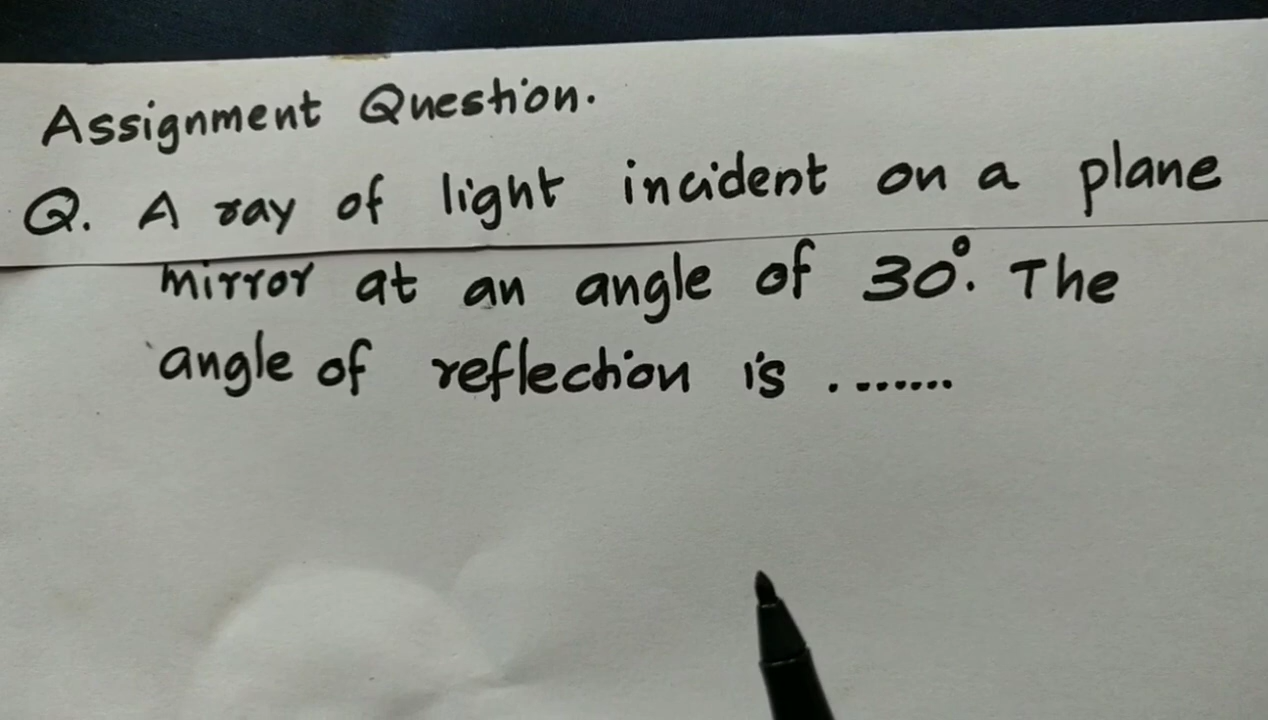 Assignment Question.
Q. A ray of light incident on a plane
mirror at an angle of 30°. The
angle of reflection is ........